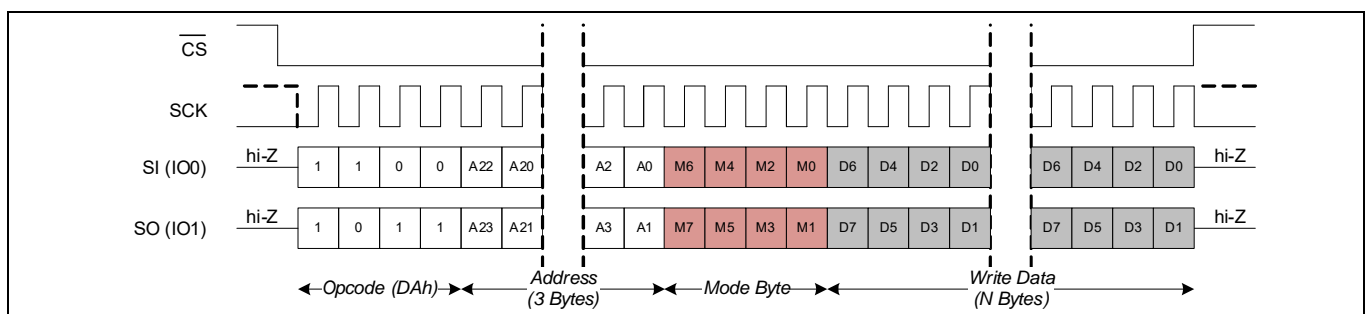 CS
SCK
SI (IO0) hi-Z 1 1 0 0 A22 A20 A2 A0 M6 M4 M2 M0 D6 D4 D2 D0 D6 D4 D2 D0 hi-Z
SO (IO1) hi-Z 1 0 1 1 A23 A21 A3 A1 M7 M5 M3 M1 D7 D5 D3 D1 D7 D5 D3 D1 hi-Z
Opcode (DAh) Address Mode Byte Write Data
(3 Bytes) (N Bytes)